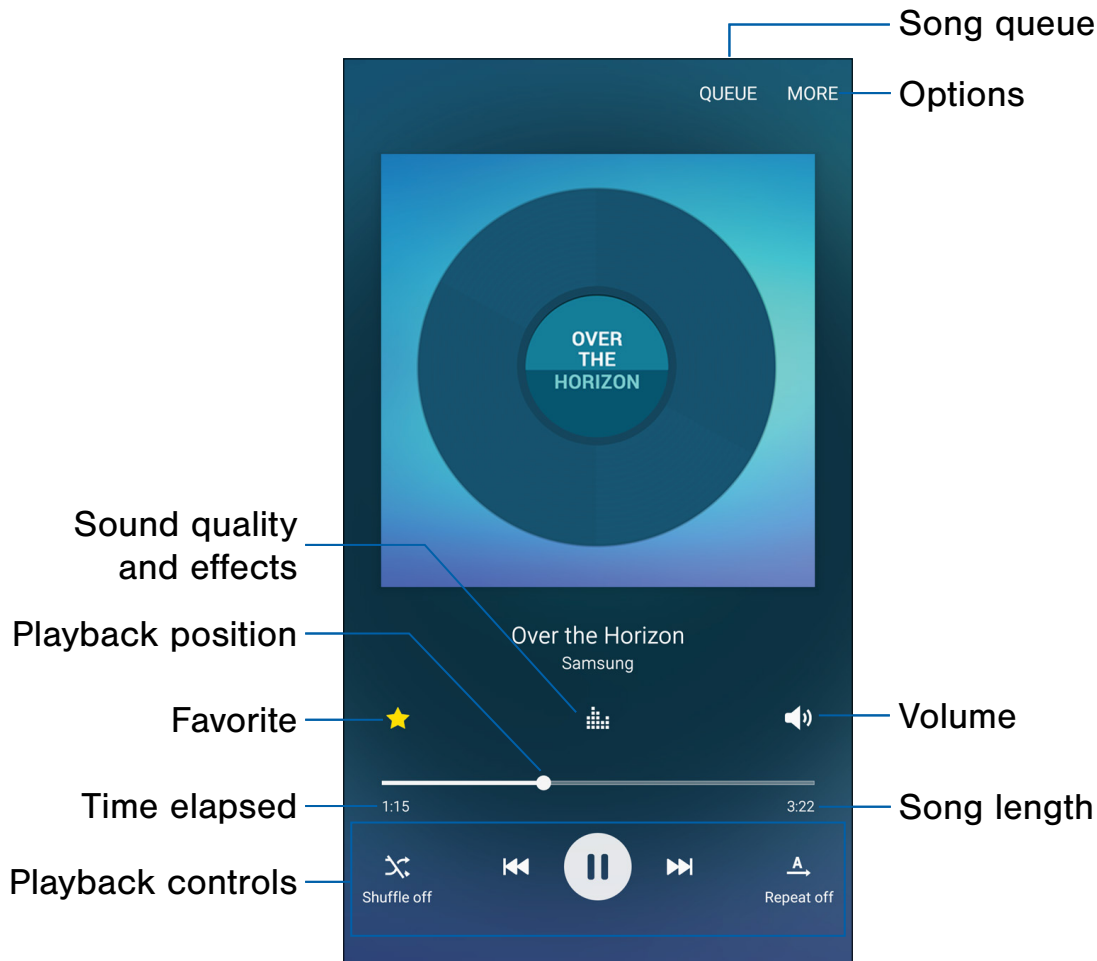 Song queue
QUEUE MORE
Options
OVER
THE
HORIZON
Sound quality
and effects
Playback position
Over the Horizon
Samsung
Favorite
Volume
Time elapsed
1:15
3:22
Song length
Playback controls
Shuffle off
A
Repeat off